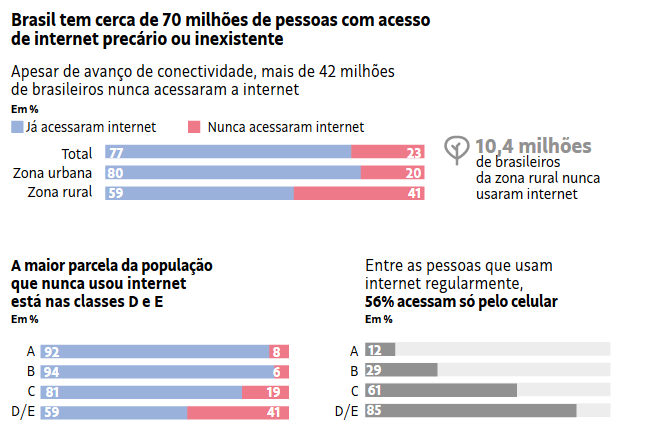 Brasil tem cerca de 70 milhões de pessoas com acesso
de internet precário ou inexistente
Apesar de avanço de conectividade, mais de 42 milhões
de brasileiros nunca acessaram a internet
Em %
Já acessaram internet
Nunca acessaram internet
Total 77 23
Zona urbana 80 20
Zona rural 59 41
10,4 milhões
de brasileiros
da zona rural nunca
usaram internet
A maior parcela da população
que nunca usou internet
está nas classes D e E
Em %
A 92 8
B 94 6
C 81 19
D/E 59 41
Entre as pessoas que usam
internet regularmente,
56% acessam só pelo celular
Em %
A 12
B 29
C 61
D/E 85